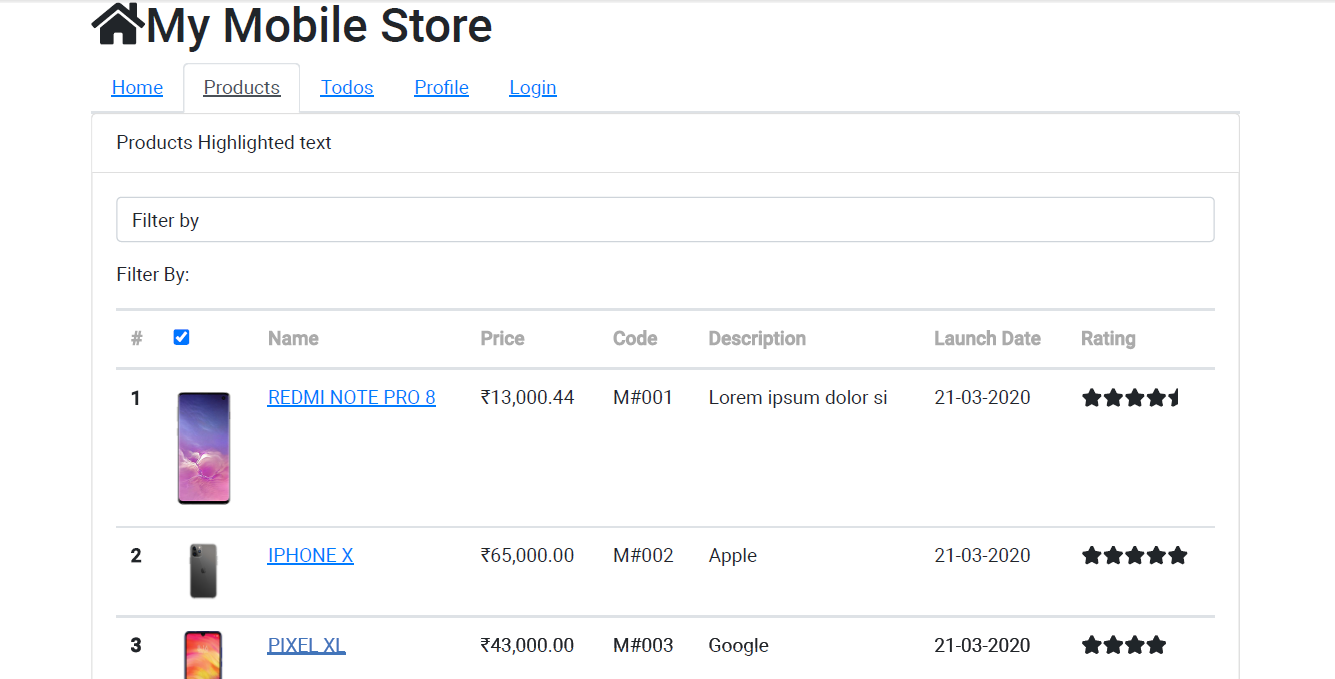 My Mobile Store
Home Products Todos Profile Login
Products Highlighted text
Filter by
Filter By:
# Name Price Code Description Launch Date Rating
1 REDMI NOTE PRO 8 ₹13,000.44 M#001 Lorem ipsum dolor si 21-03-2020
2 IPHONE X ₹65,000.00 M#002 Apple 21-03-2020
3 PIXEL XL ₹43,000.00 M#003 Google 21-03-2020